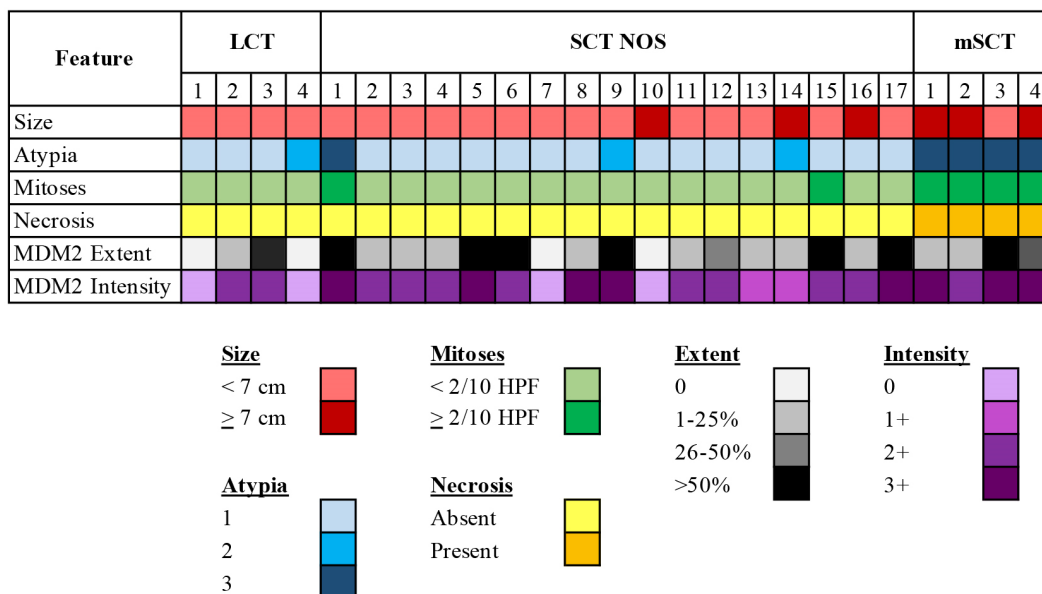 Feature LCT SCT NOS mSCT
1 2 3 4 1 2 3 4 5 6 7 8 9 10 11 12 13 14 15 16 17 1 2 3 4
Size
Atypia
Mitoses
Necrosis
MDM2 Extent
MDM2 Intensity
Size Mitoses Extent Intensity
< 7 cm < 2/10 HPF 0 0
≥ 7 cm ≥ 2/10 HPF 1-25% 1+
26-50% 2+
Atypia Necrosis >50% 3+
1 Absent
2 Present
3